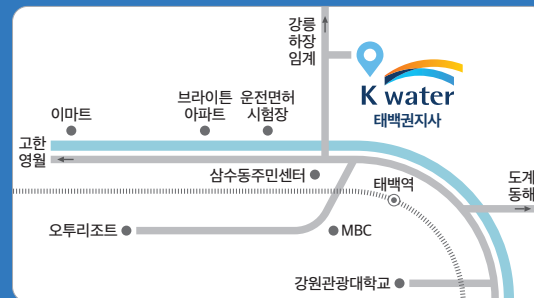 강릉
하장
임계
K water
태백권지사
이마트
브라이튼
아파트
운전면허
시험장
고한
영월
삼수동주민센터
태백역
도계
동해
오투리조트
MBC
강원관광대학교